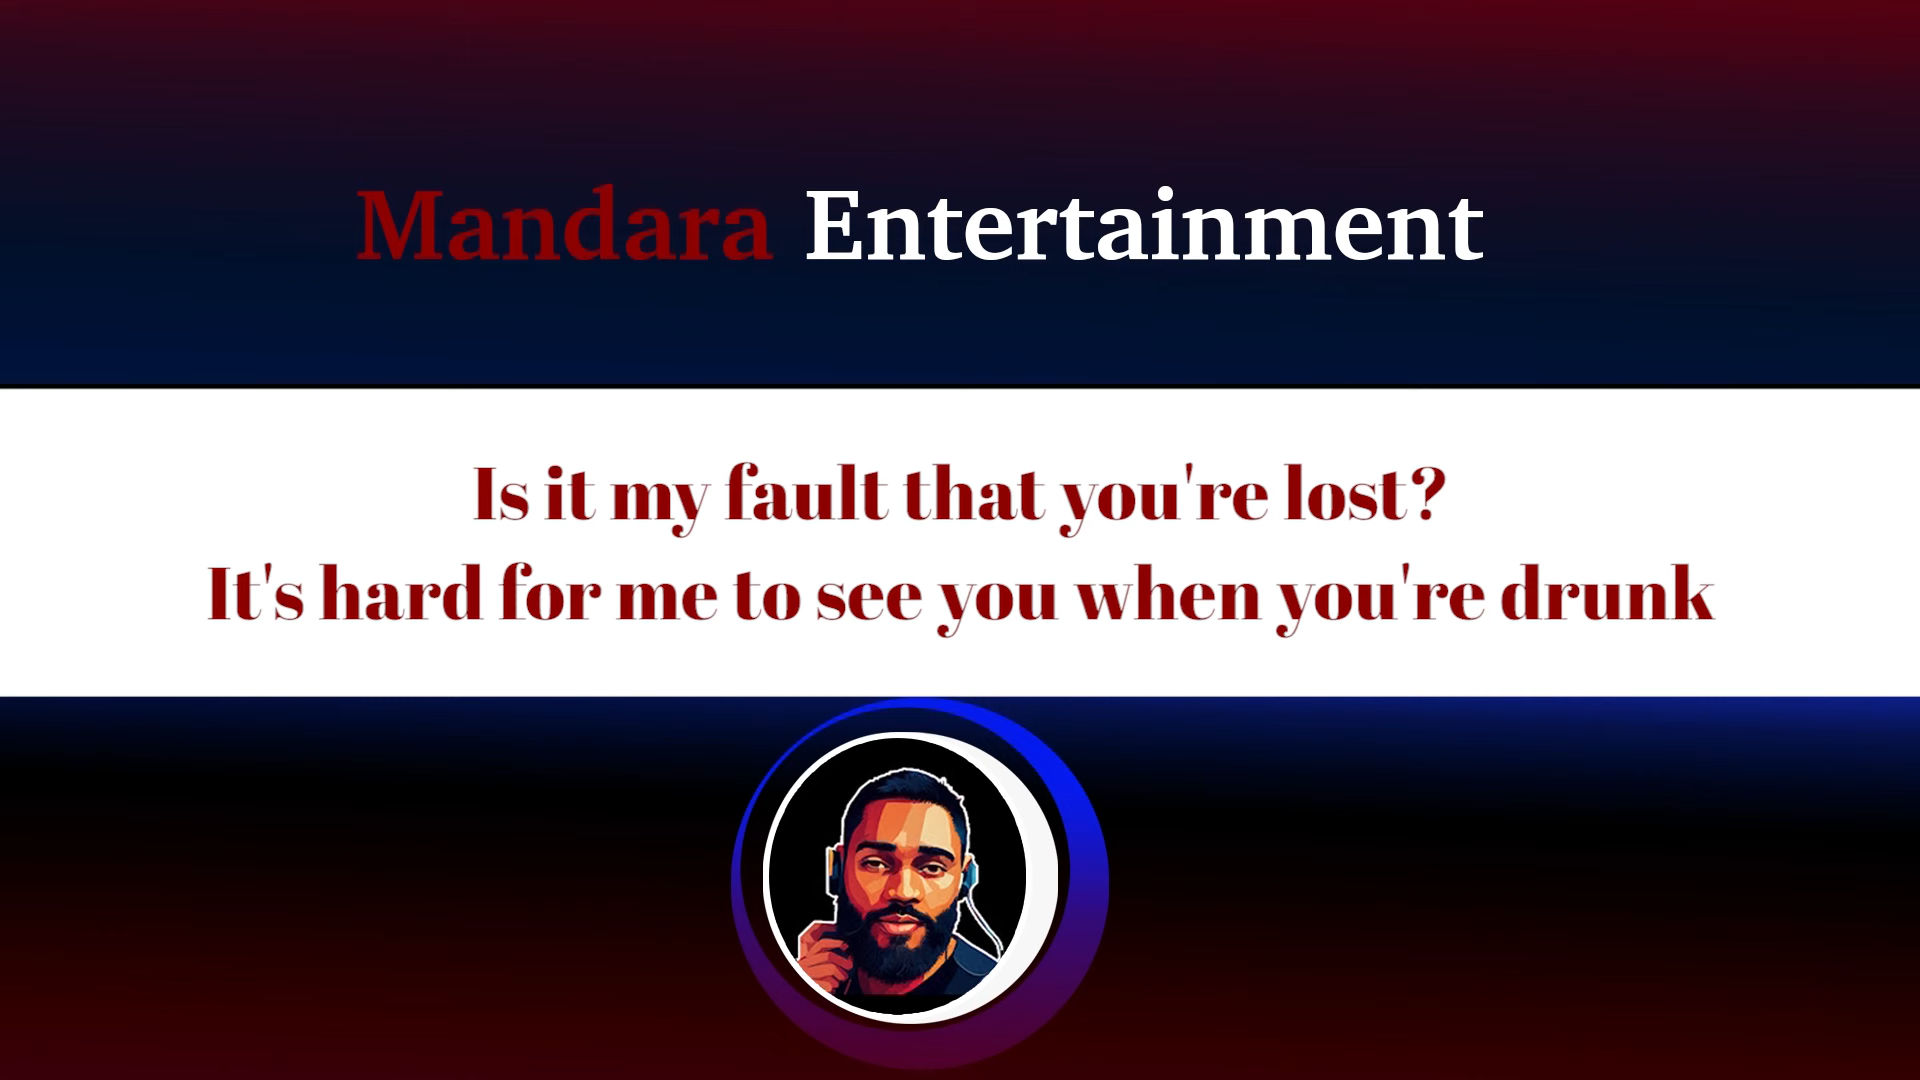 Mandara Entertainment
Is it my fault that you're lost?
It's hard for me to see you when you're drunk